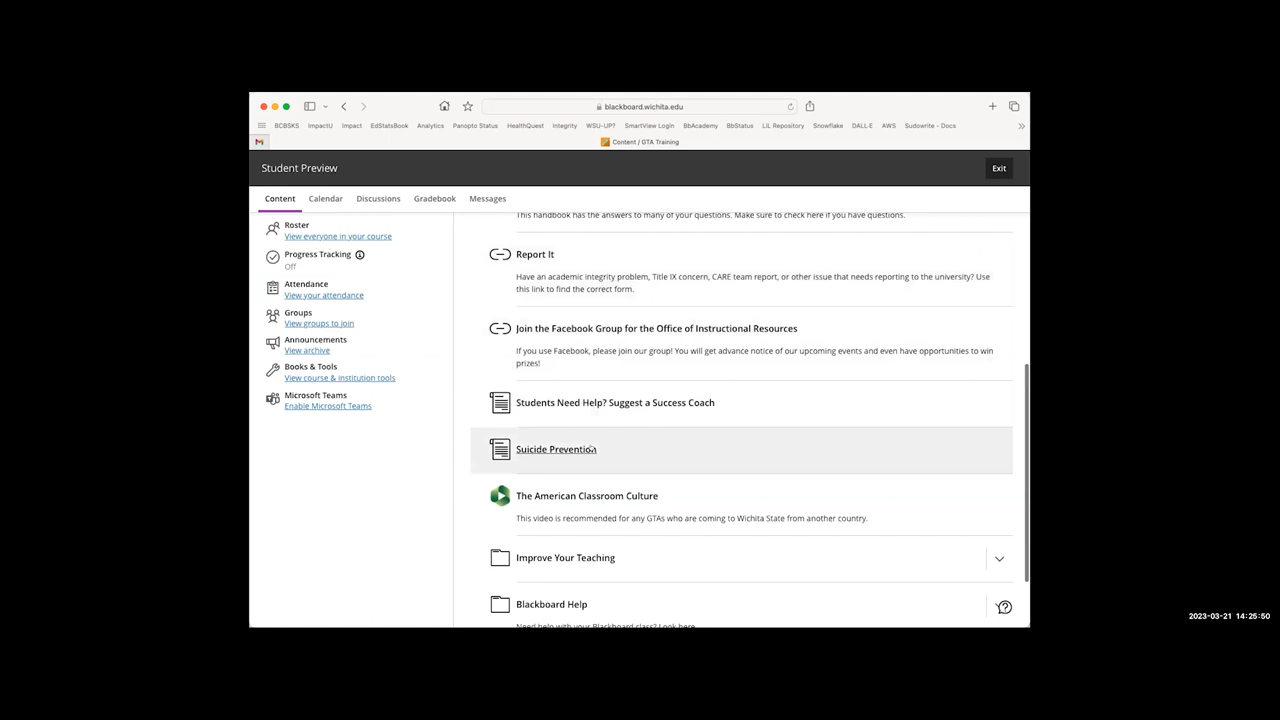 blackboard.wichita.edu
BCBSKS ImpactU Impact EdStatsBook Analytics Panopto Status HealthQuest Integrity WSU-UP? SmartView Login BbAcademy BbStatus LiL Repository Snowflake DALL·E AWS Sudowrite - Docs
Content / GTA Training
Student Preview
Exit
Content Calendar Discussions Gradebook Messages
Roster
View everyone in your course
Progress Tracking
Off
Attendance
View your attendance
Groups
View groups to join
Announcements
View archive
Books & Tools
View course & institution tools
Microsoft Teams
Enable Microsoft Teams
This handbook has the answers to many of your questions. Make sure to check here if you have questions.
Report It
Have an academic integrity problem, Title IX concern, CARE team report, or other issue that needs reporting to the university? Use
this link to find the correct form.
Join the Facebook Group for the Office of Instructional Resources
If you use Facebook, please join our group! You will get advance notice of our upcoming events and even have opportunities to win
prizes!
Students Need Help? Suggest a Success Coach
Suicide Prevention
The American Classroom Culture
This video is recommended for any GTAs who are coming to Wichita State from another country.
Improve Your Teaching
Blackboard Help
Need help with your Blackboard class? Look here.
2023-03-21 14:25:50